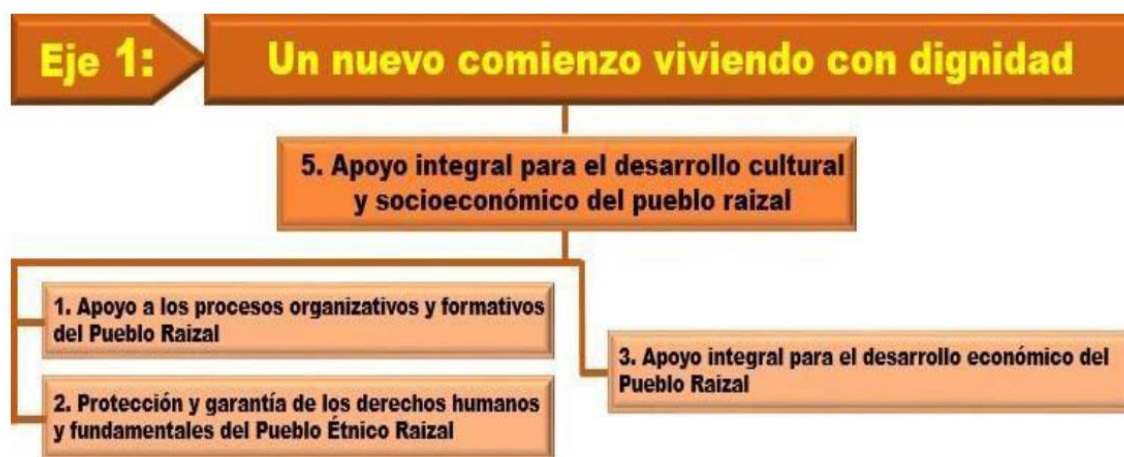 Eje 1:
Un nuevo comienzo viviendo con dignidad
5. Apoyo integral para el desarrollo cultural
y socioeconómico del pueblo raizal
1. Apoyo a los procesos organizativos y formativos
del Pueblo Raizal
2. Protección y garantía de los derechos humanos
y fundamentales del Pueblo Étnico Raizal
3. Apoyo integral para el desarrollo económico del
Pueblo Raizal